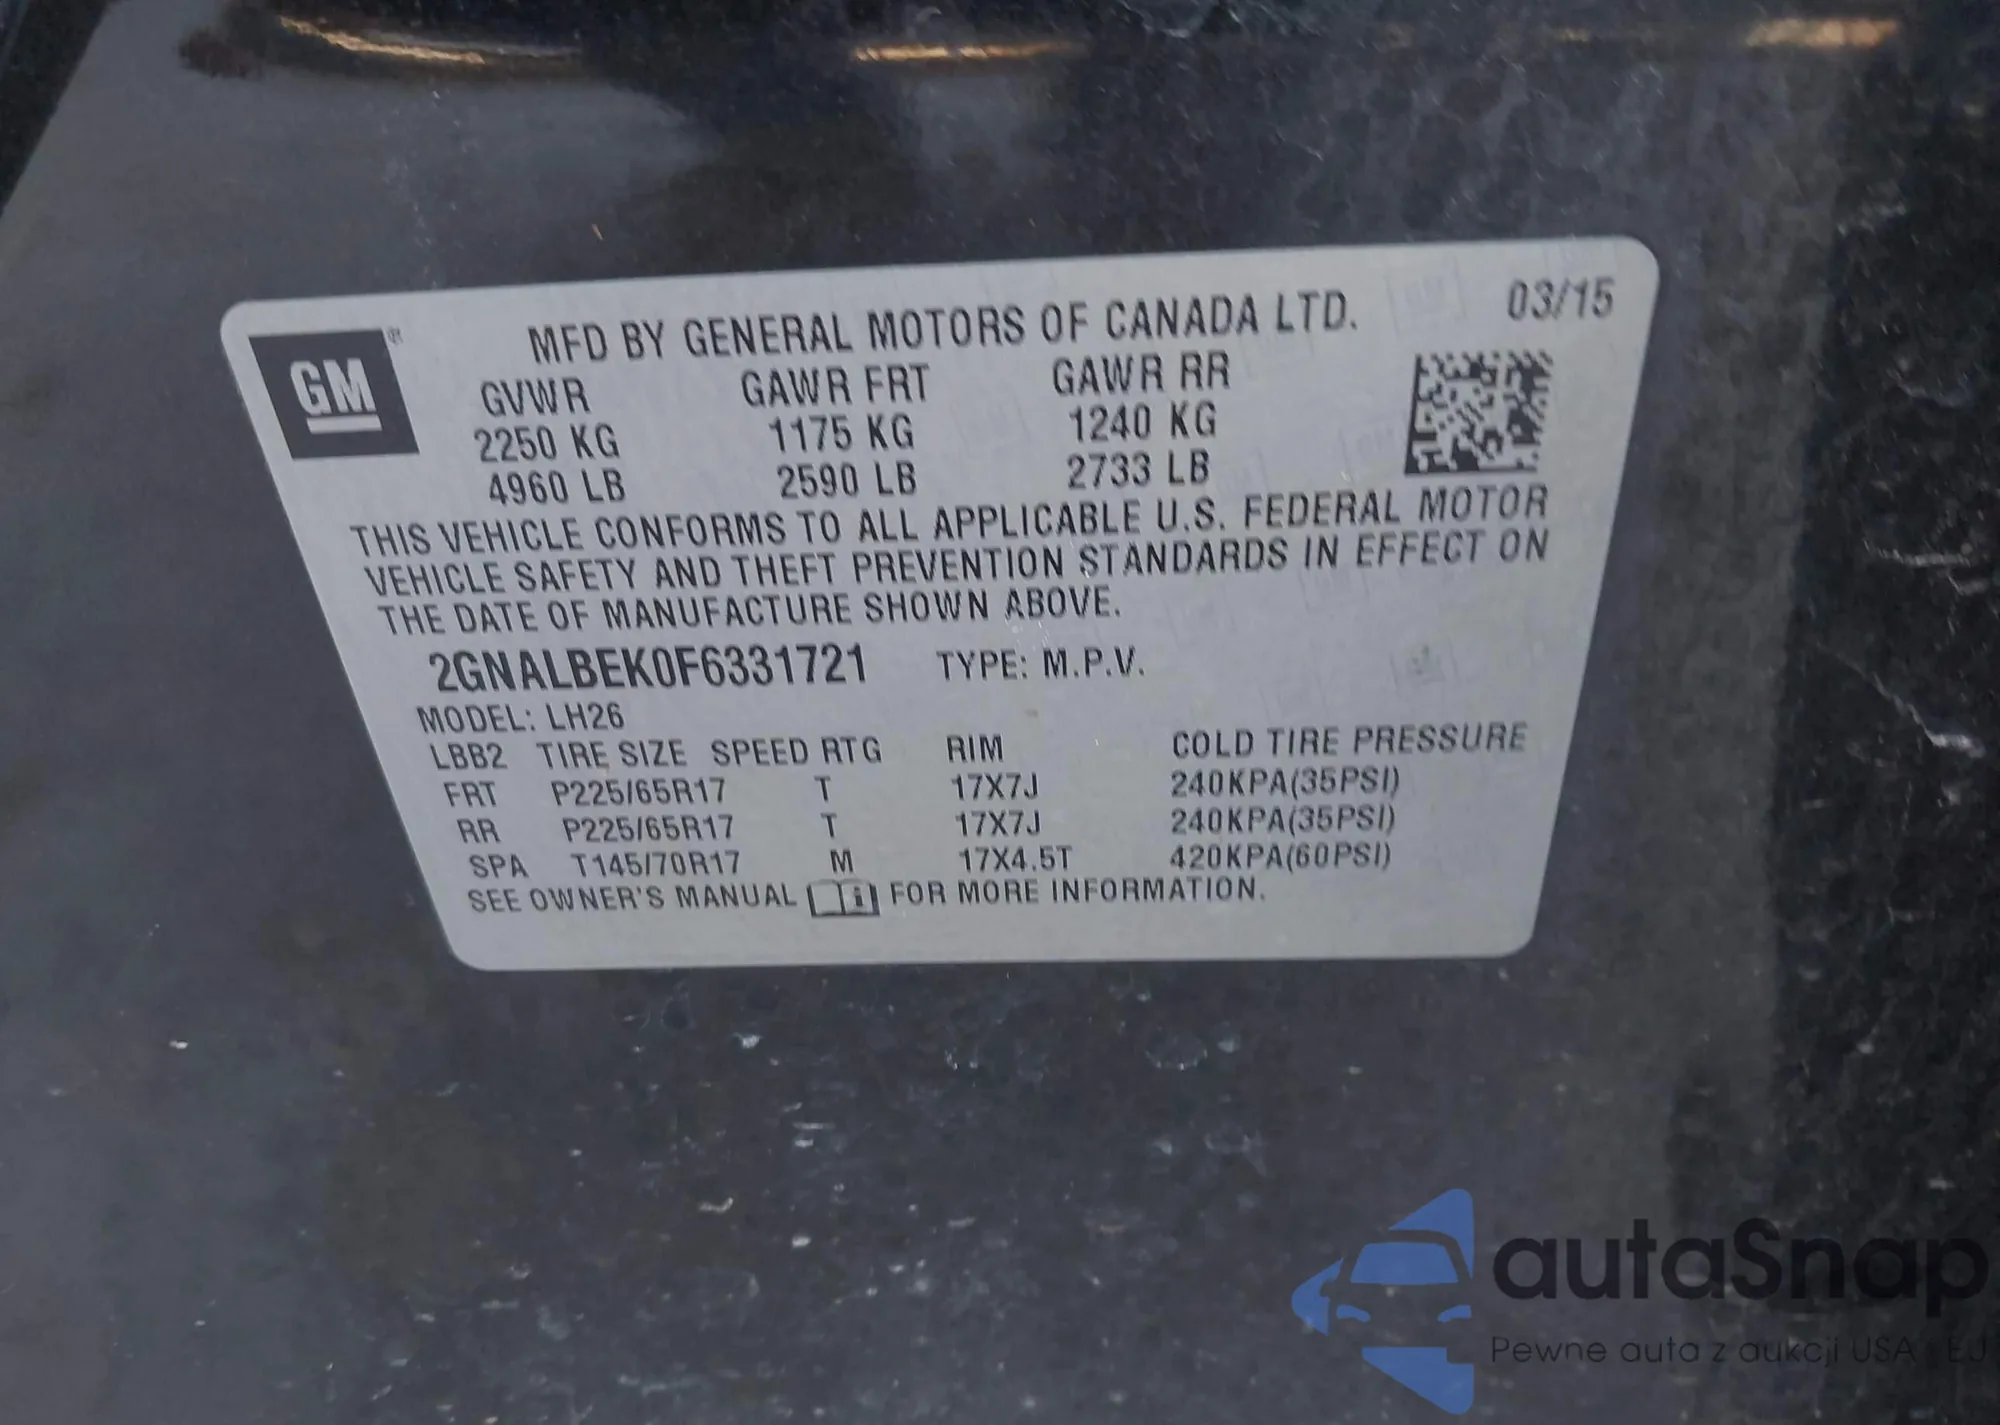 GM
MFD BY GENERAL MOTORS OF CANADA LTD.
03/15
GVWR GAWR FRT GAWR RR
2250 KG 1175 KG 1240 KG
4960 LB 2590 LB 2733 LB
THIS VEHICLE CONFORMS TO ALL APPLICABLE U.S. FEDERAL MOTOR
VEHICLE SAFETY AND THEFT PREVENTION STANDARDS IN EFFECT ON
THE DATE OF MANUFACTURE SHOWN ABOVE.
2GNALBEK0F6331721 TYPE: M.P.V.
MODEL: LH26
LBB2 TIRE SIZE SPEED RTG RIM COLD TIRE PRESSURE
FRT P225/65R17 T 17X7J 240KPA(35PSI)
RR P225/65R17 T 17X7J 240KPA(35PSI)
SPA T145/70R17 M 17X4.5T 420KPA(60PSI)
SEE OWNER'S MANUAL i FOR MORE INFORMATION.
autaSnap
Pewne auta z aukcji USA i EU